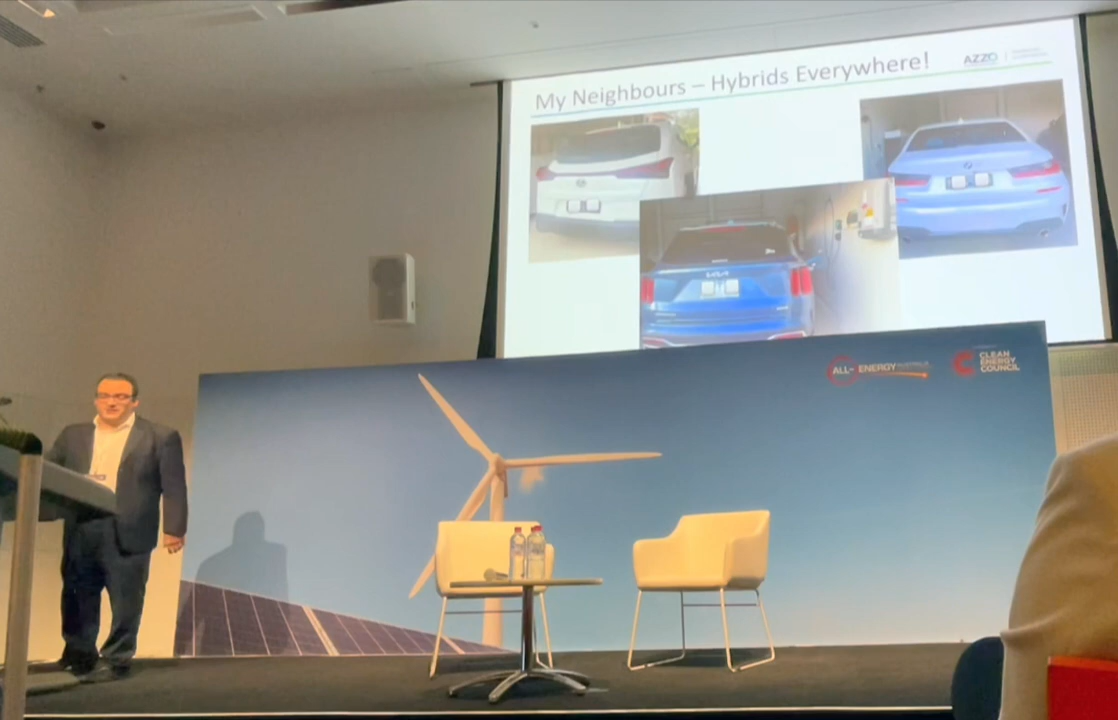 My Neighbours – Hybrids Everywhere!
AZZO
KIA
ALL-ENERGY AUSTRALIA
CLEAN
ENERGY
COUNCIL